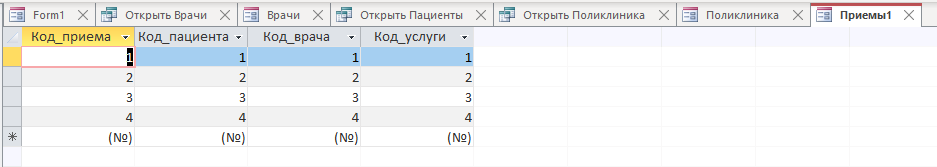 Form1 Открыть Врачи Врачи Открыть Пациенты Открыть Поликлиника Поликлиника Приемы1
Код_приема Код_пациента Код_врача Код_услуги
1 1 1 1
2 2 2 2
3 3 3 3
4 4 4 4
(№) (№) (№) (№)